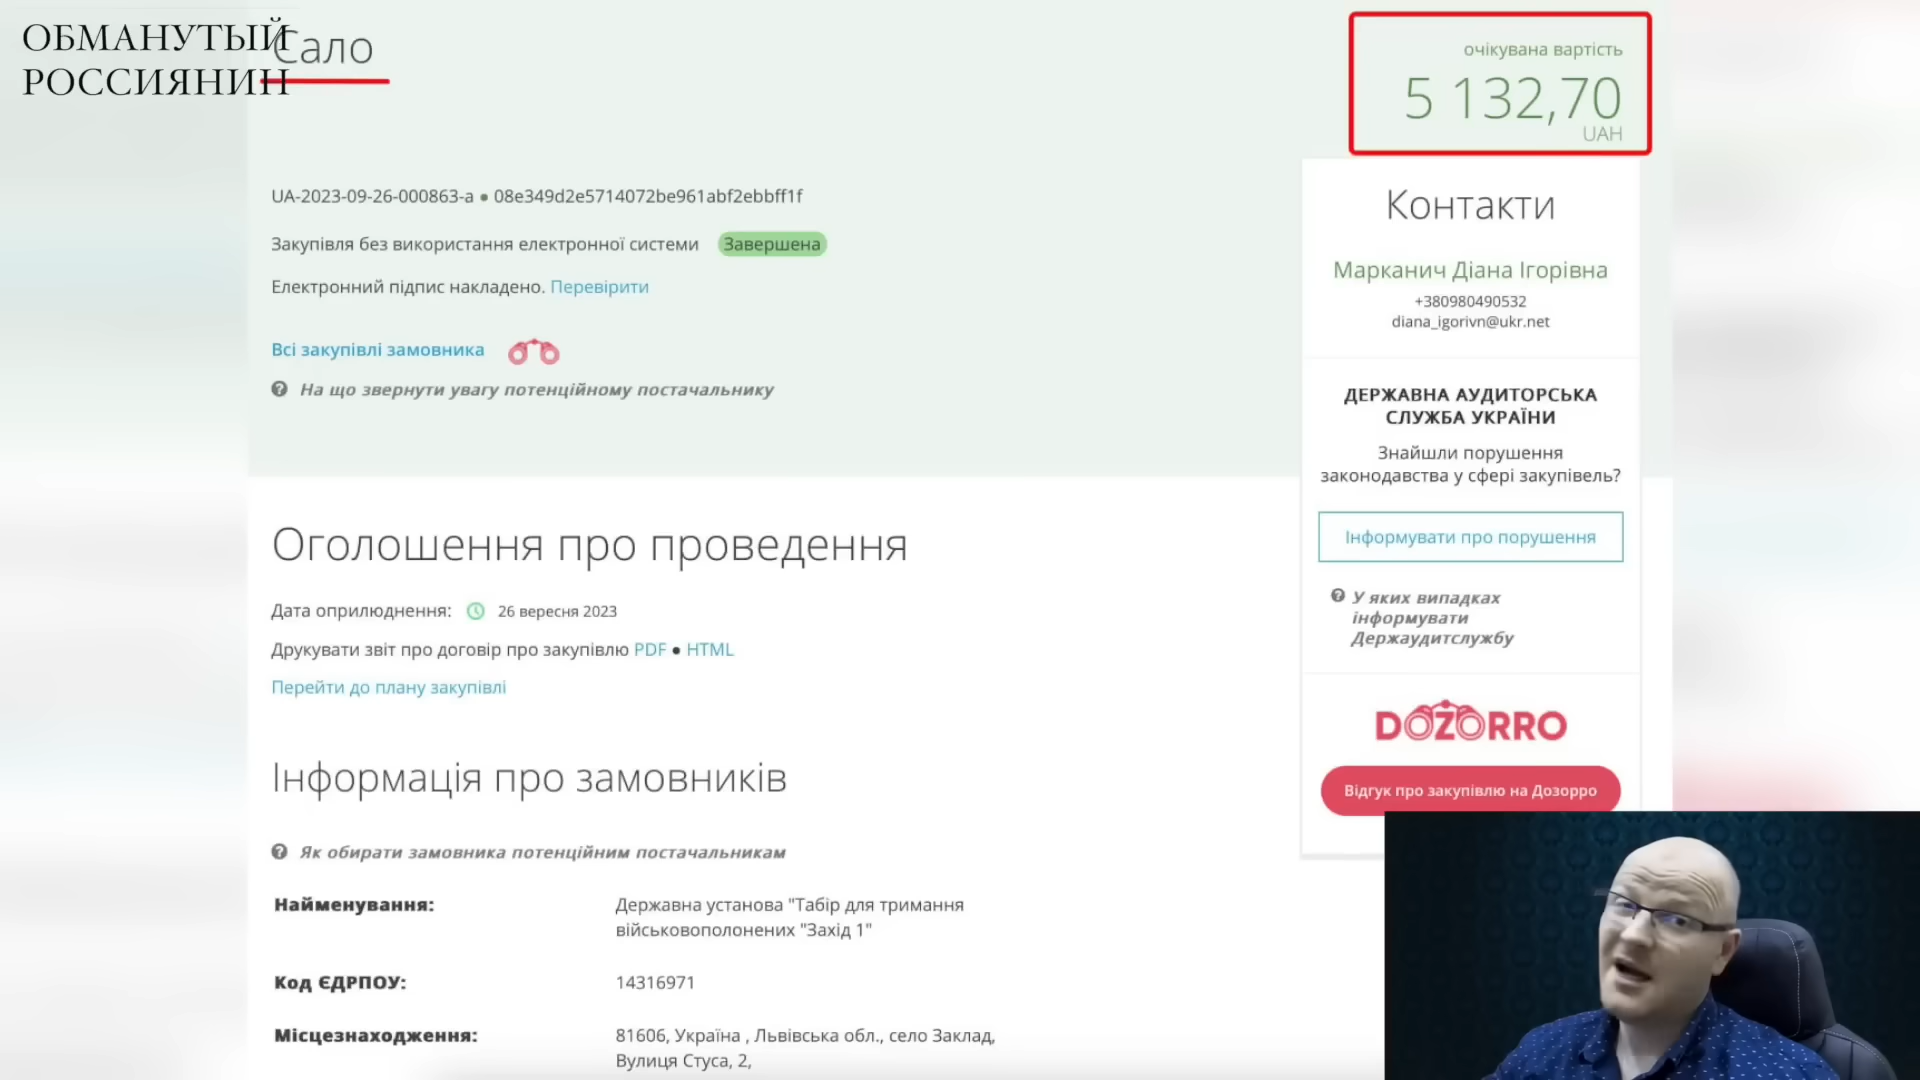 ОБМАНУТЫЙ
РОССИЯНИН
Сало
очікувана вартість
5 132,70
UAH
UA-2023-09-26-000863-a ● 08e349d2e5714072be961abf2ebbff1f
Закупівля без використання електронної системи Завершена
Електронний підпис накладено. Перевірити
Всі закупівлі замовника
На що звернути увагу потенційному постачальнику
Контакти
Марканич Діана Ігорівна
+380980490532
diana_igorivn@ukr.net
ДЕРЖАВНА АУДИТОРСЬКА
СЛУЖБА УКРАЇНИ
Знайшли порушення
законодавства у сфері закупівель?
Інформувати про порушення
У яких випадках
інформувати
Держаудитслужбу
DOZORRO
Відгук про закупівлю на Дозорро
Оголошення про проведення
Дата оприлюднення: 26 вересня 2023
Друкувати звіт про договір про закупівлю PDF ● HTML
Перейти до плану закупівлі
Інформація про замовників
Як обирати замовника потенційним постачальникам
Найменування: Державна установа "Табір для тримання
військовополонених "Захід 1"
Код ЄДРПОУ: 14316971
Місцезнаходження: 81606, Україна , Львівська обл., село Заклад,
Вулиця Стуса, 2,